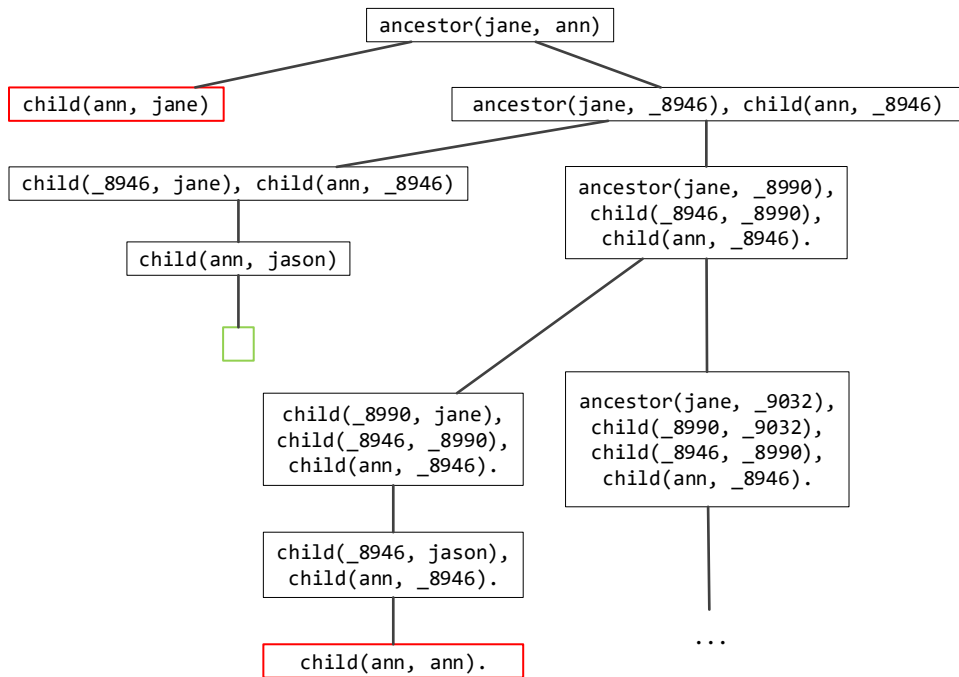 ancestor(jane, ann)
child(ann, jane)
ancestor(jane, _8946), child(ann, _8946)
child(_8946, jane), child(ann, _8946)
ancestor(jane, _8990),
child(_8946, _8990),
child(ann, _8946).
child(ann, jason)
child(_8990, jane),
child(_8946, _8990),
child(ann, _8946).
ancestor(jane, _9032),
child(_8990, _9032),
child(_8946, _8990),
child(ann, _8946).
child(_8946, jason),
child(ann, _8946).
...
child(ann, ann).